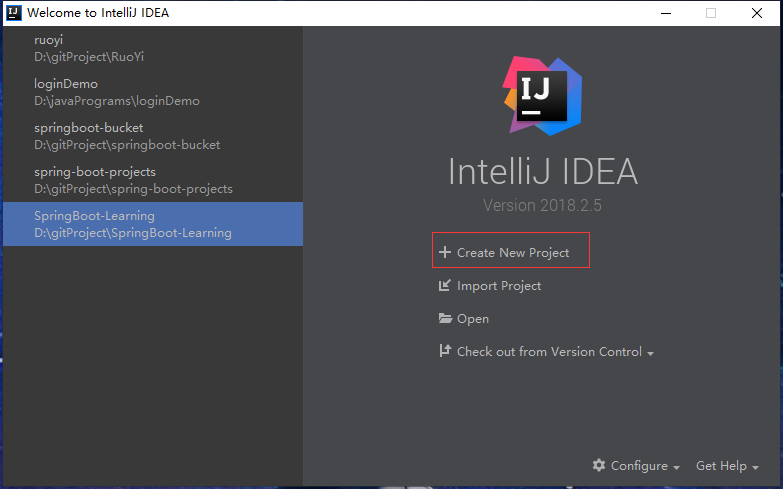 Welcome to IntelliJ IDEA
ruoyi
D:\gitProject\RuoYi
loginDemo
D:\javaPrograms\loginDemo
springboot-bucket
D:\gitProject\springboot-bucket
spring-boot-projects
D:\gitProject\spring-boot-projects
SpringBoot-Learning
D:\gitProject\SpringBoot-Learning
IJ
IntelliJ IDEA
Version 2018.2.5
Create New Project
Import Project
Open
Check out from Version Control
Configure
Get Help